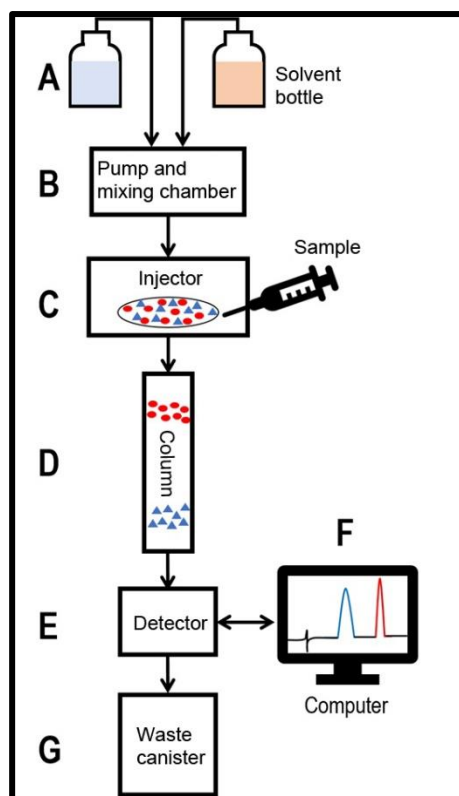 A
Solvent
bottle
B
Pump and
mixing chamber
Sample
C
Injector
D
Column
F
E
Detector
Computer
G
Waste
canister